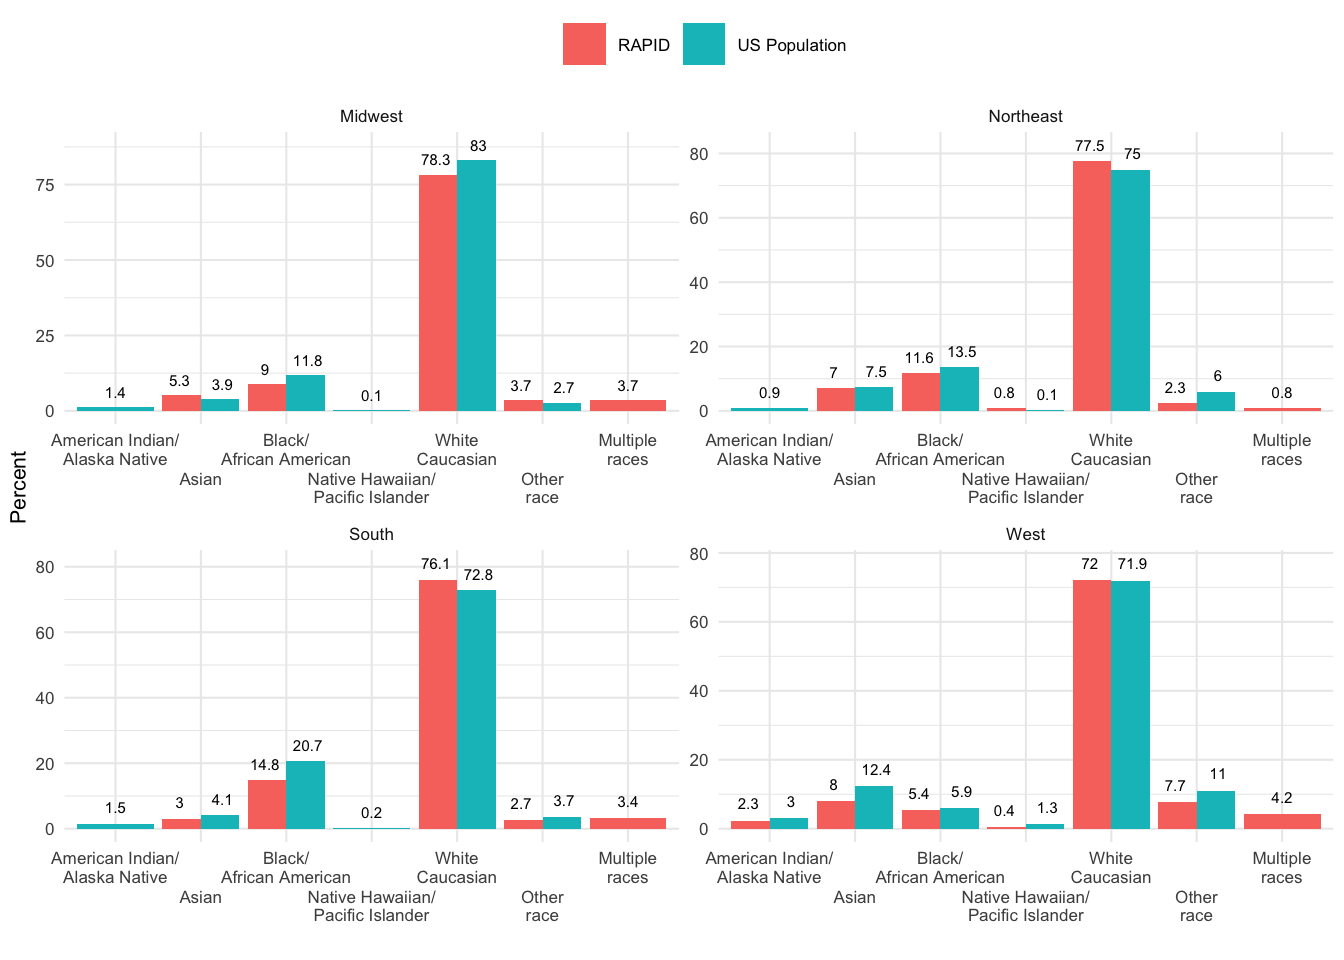 RAPID US Population
Midwest
78.3 83
75
50
25
1.4 5.3 3.9 9 11.8 0.1 3.7 2.7 3.7
0
American Indian/ Black/ White Multiple
Alaska Native African American Caucasian races
Asian Native Hawaiian/ Other
Pacific Islander race
Northeast
80
77.5 75
60
40
20
0.9 7 7.5 11.6 13.5 0.8 0.1 2.3 6 0.8
0
American Indian/ Black/ White Multiple
Alaska Native African American Caucasian races
Asian Native Hawaiian/ Other
Pacific Islander race
Percent
South
80
76.1 72.8
60
40
20
1.5 3 4.1 14.8 20.7 0.2 2.7 3.7 3.4
0
American Indian/ Black/ White Multiple
Alaska Native African American Caucasian races
Asian Native Hawaiian/ Other
Pacific Islander race
West
80
72 71.9
60
40
20
2.3 3 8 12.4 5.4 5.9 0.4 1.3 7.7 11 4.2
0
American Indian/ Black/ White Multiple
Alaska Native African American Caucasian races
Asian Native Hawaiian/ Other
Pacific Islander race